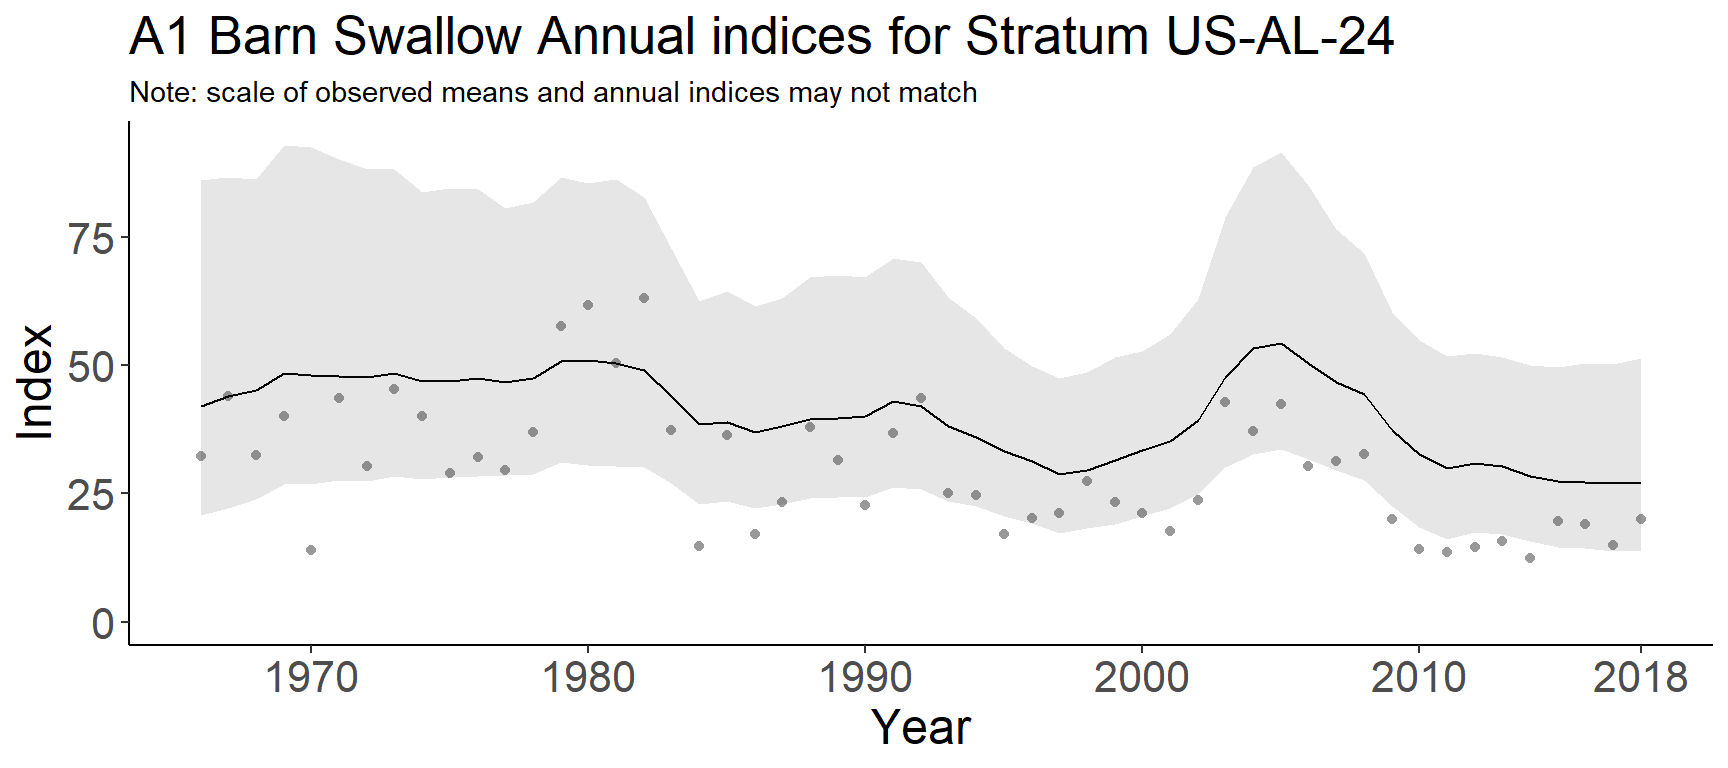 A1 Barn Swallow Annual indices for Stratum US-AL-24
Note: scale of observed means and annual indices may not match
Index
75
50
25
0
1970 1980 1990 2000 2010 2018
Year